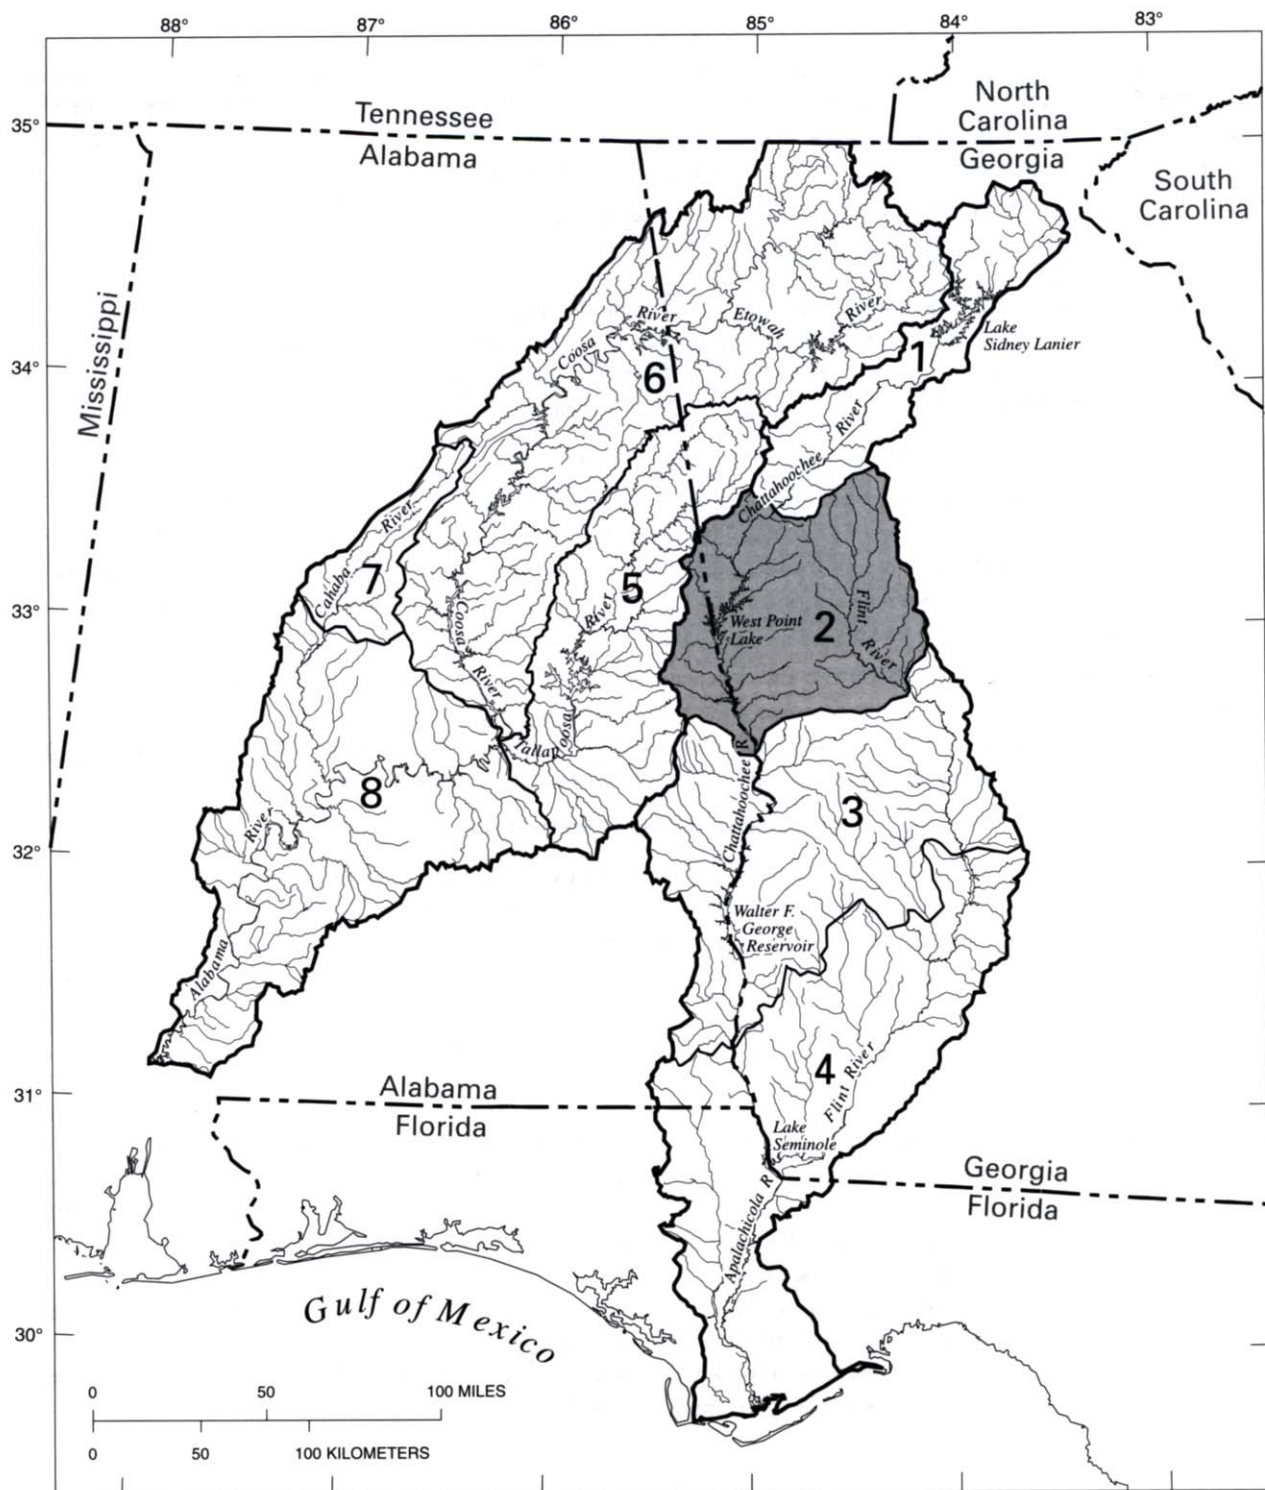 88°
87°
86°
85°
84°
83°
35°
34°
33°
32°
31°
30°
Tennessee
Alabama
North
Carolina
Georgia
South
Carolina
Mississippi
Lake
Sidney Lanier
River
Etowah
River
Coosa
6
1
River
Chattahoochee
River
Cahaba
7
Coosa
River
5
River
Tallapoosa
West Point
Lake
2
Flint
River
8
River
Alabama
Chattahoochee R
3
Walter F.
George
Reservoir
4
Flint River
Alabama
Florida
Lake
Seminole
Georgia
Florida
Apalachicola R
Gulf of Mexico
0 50 100 MILES
0 50 100 KILOMETERS